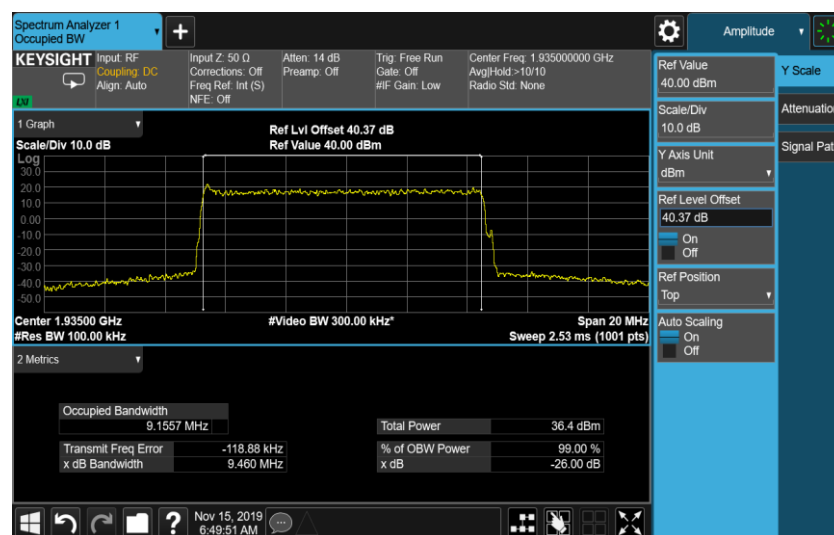 Spectrum Analyzer 1
Occupied BW
+
Amplitude
KEYSIGHT
Input: RF
Coupling: DC
Align: Auto
Input Z: 50 Ω
Corrections: Off
Freq Ref: Int (S)
NFE: Off
Atten: 14 dB
Preamp: Off
Trig: Free Run
Gate: Off
#IF Gain: Low
Center Freq: 1.935000000 GHz
Avg|Hold:>10/10
Radio Std: None
LXI
1 Graph
Scale/Div 10.0 dB
Ref Lvl Offset 40.37 dB
Ref Value 40.00 dBm
Log
30.0
20.0
10.0
0.00
-10.0
-20.0
-30.0
-40.0
-50.0
Center 1.93500 GHz
#Video BW 300.00 kHz*
Span 20 MHz
#Res BW 100.00 kHz
Sweep 2.53 ms (1001 pts)
2 Metrics
Occupied Bandwidth
9.1557 MHz
Total Power 36.4 dBm
Transmit Freq Error -118.88 kHz
% of OBW Power 99.00 %
x dB Bandwidth 9.460 MHz
x dB -26.00 dB
?
Nov 15, 2019
6:49:51 AM
Ref Value
40.00 dBm
Scale/Div
10.0 dB
Y Axis Unit
dBm
Ref Level Offset
40.37 dB
On
Off
Ref Position
Top
Auto Scaling
On
Off
Y Scale
Attenuation
Signal Pat